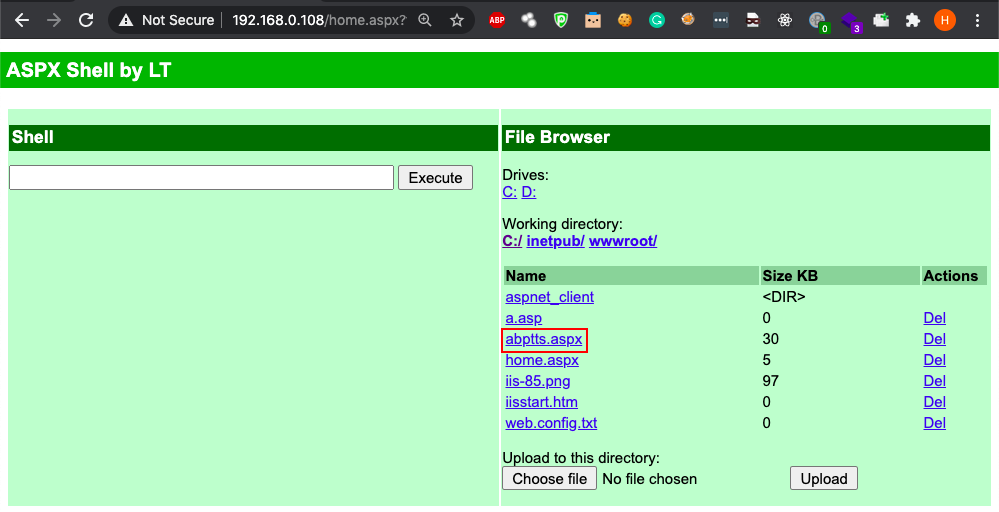 Not Secure 192.168.0.108/home.aspx?
ABP
0
3
H
ASPX Shell by LT
Shell
Execute
File Browser
Drives:
C: D:
Working directory:
C:/ inetpub/ wwwroot/
Name Size KB Actions
aspnet_client <DIR>
a.asp 0 Del
abptts.aspx 30 Del
home.aspx 5 Del
iis-85.png 97 Del
iisstart.htm 0 Del
web.config.txt 0 Del
Upload to this directory:
Choose file No file chosen Upload